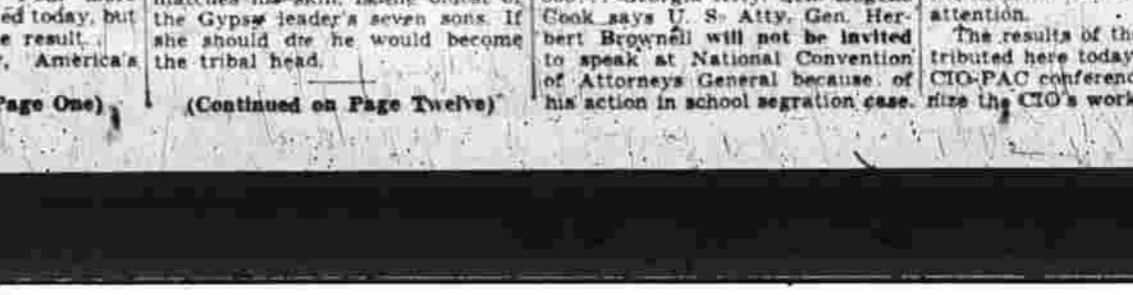 ed today, but
e result.
America's
Page One)
the Gypsw leader's seven sons. If
she should dte he would become
the tribal head.
(Continued on Page Twelve)
Cook says U. S. Atty. Gen. Her-
bert Brownell will not be invited
to speak at National Convention
of Attorneys General because of
his action in school segration case.
attention.
The results of th
tributed here today
CIO-PAC conferenc
the CIO's work